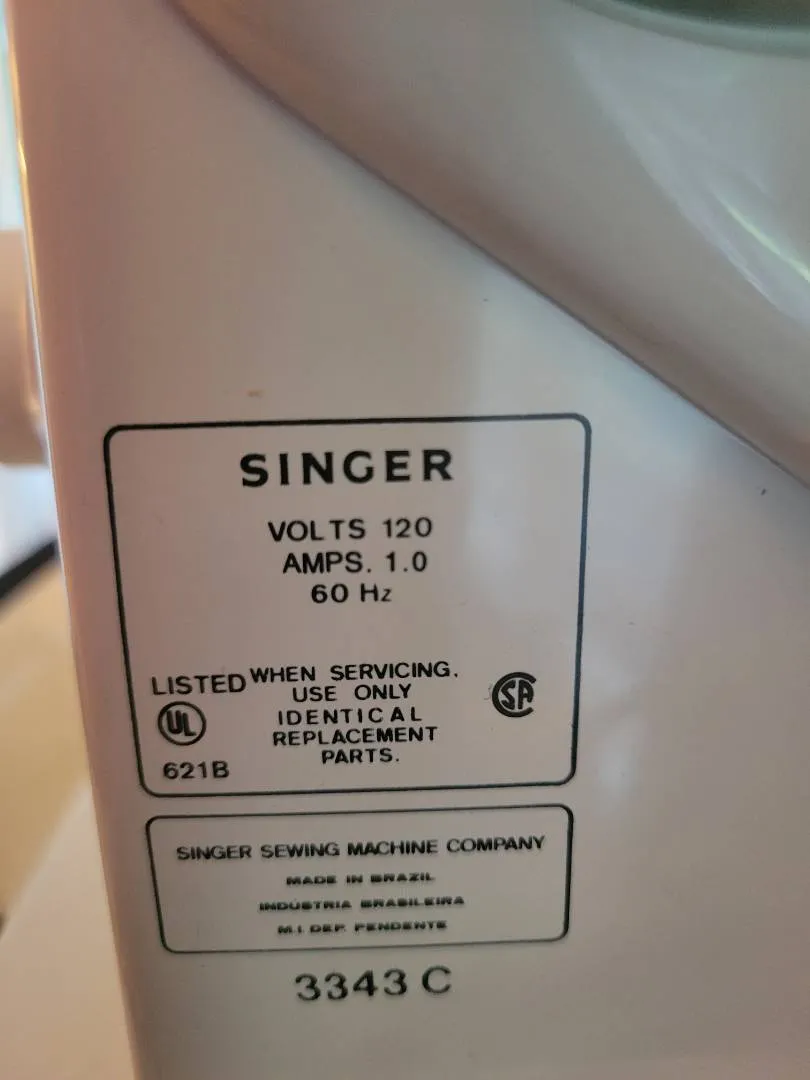 SINGER
VOLTS 120
AMPS. 1.0
60 Hz
LISTED
UL
621B
WHEN SERVICING.
USE ONLY
IDENTICAL
REPLACEMENT
PARTS.
SA
SINGER SEWING MACHINE COMPANY
MADE IN BRAZIL
INDÚSTRIA BRASILEIRA
M.I. DEP. PENDENTE
3343 C